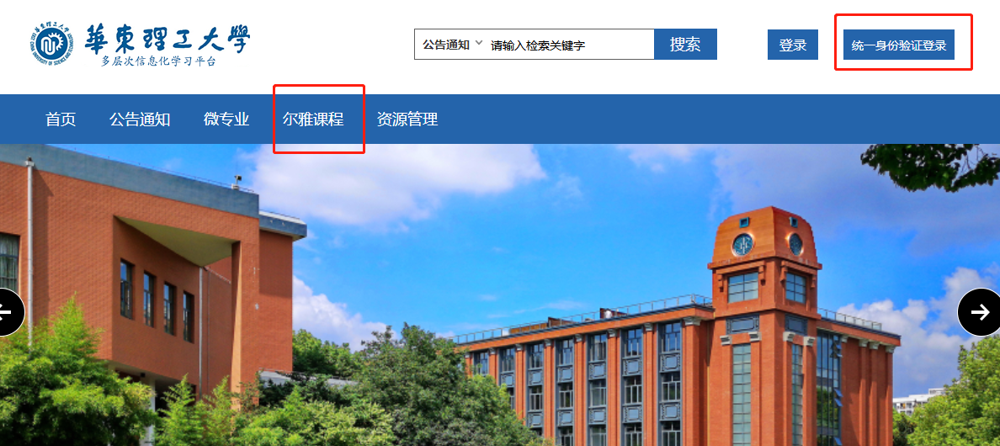 華東理工大學
多层次信息化学习平台
公告通知
请输入检索关键字
搜索
登录
统一身份验证登录
首页
公告通知
微专业
尔雅课程
资源管理